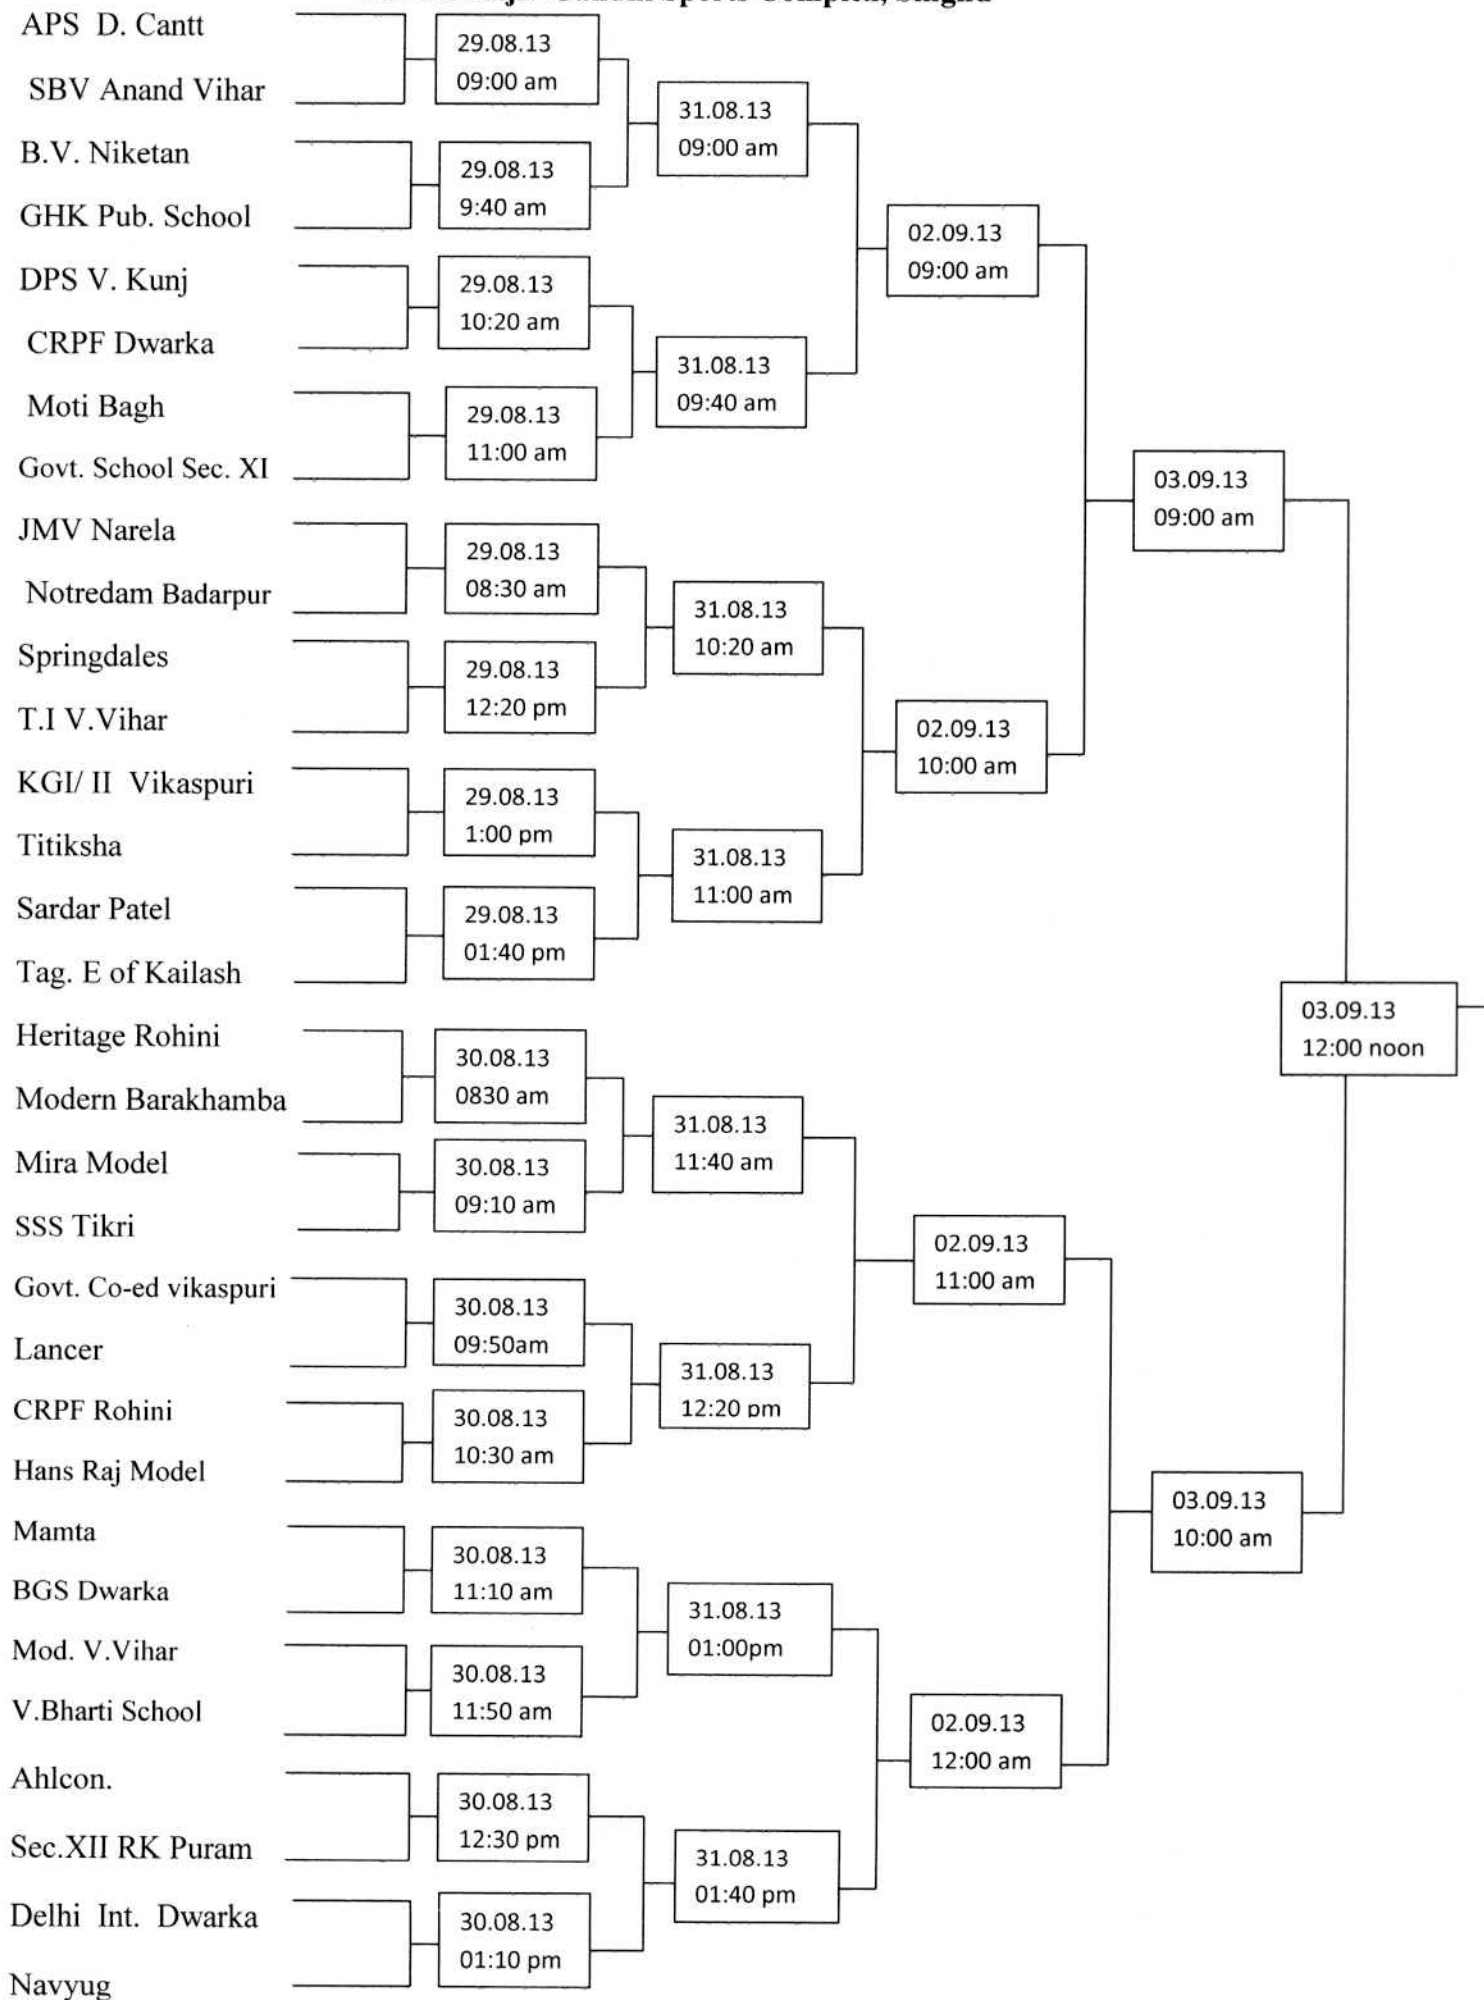 Sports Complex, Singhu
APS D. Cantt
29.08.13
09:00 am
SBV Anand Vihar
31.08.13
09:00 am
B.V. Niketan
29.08.13
9:40 am
GHK Pub. School
02.09.13
09:00 am
DPS V. Kunj
29.08.13
10:20 am
CRPF Dwarka
31.08.13
09:40 am
Moti Bagh
29.08.13
11:00 am
Govt. School Sec. XI
03.09.13
09:00 am
JMV Narela
29.08.13
08:30 am
Notredam Badarpur
31.08.13
10:20 am
Springdales
29.08.13
12:20 pm
T.I V.Vihar
02.09.13
10:00 am
KGI/ II Vikaspuri
29.08.13
1:00 pm
Titiksha
31.08.13
11:00 am
Sardar Patel
29.08.13
01:40 pm
Tag. E of Kailash
03.09.13
12:00 noon
Heritage Rohini
30.08.13
0830 am
Modern Barakhamba
31.08.13
11:40 am
Mira Model
30.08.13
09:10 am
SSS Tikri
02.09.13
11:00 am
Govt. Co-ed vikaspuri
30.08.13
09:50am
Lancer
31.08.13
12:20 pm
CRPF Rohini
30.08.13
10:30 am
Hans Raj Model
03.09.13
10:00 am
Mamta
30.08.13
11:10 am
BGS Dwarka
31.08.13
01:00pm
Mod. V.Vihar
30.08.13
11:50 am
V.Bharti School
02.09.13
12:00 am
Ahlcon.
30.08.13
12:30 pm
Sec.XII RK Puram
31.08.13
01:40 pm
Delhi Int. Dwarka
30.08.13
01:10 pm
Navyug